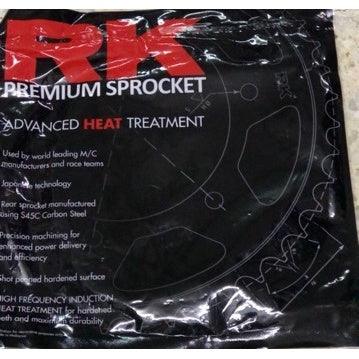 RK
PREMIUM SPROCKET
ADVANCED HEAT TREATMENT
Used by world leading M/C
manufacturers and race teams
Japanese technology
Rear sprocket manufactured
using S45C Carbon Steel
Precision machining for
enhanced power delivery
and efficiency
Shot peened hardened surface
HIGH FREQUENCY INDUCTION
HEAT TREATMENT for hardened
teeth and maximum durability
RK